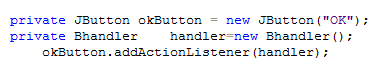 private JButton okButton = new JButton("OK");
private Bhandler    handler=new Bhandler();
    okButton.addActionListener(handler);